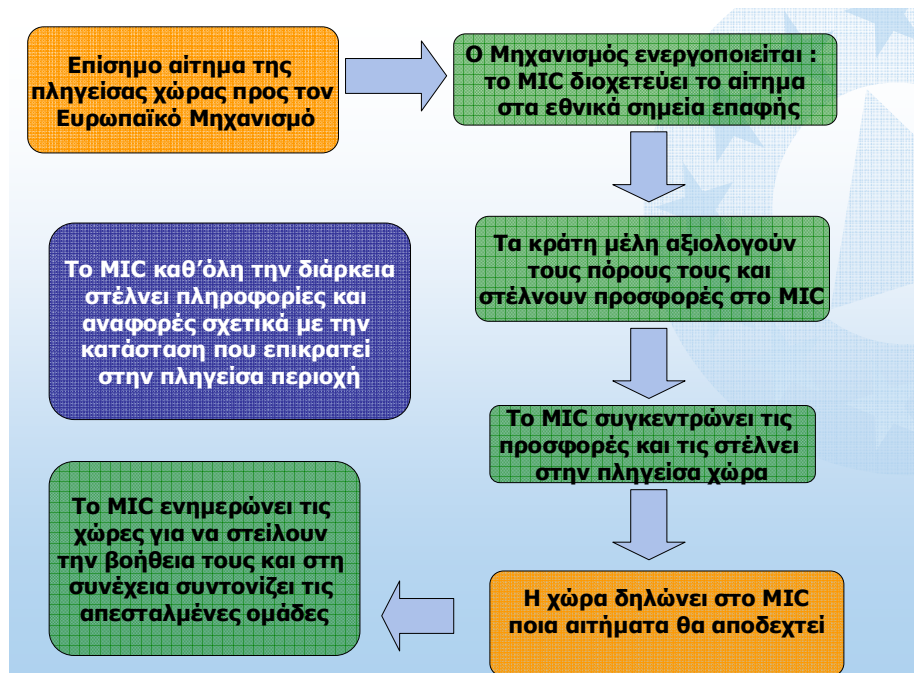 Επίσημο αίτημα της
πληγείσας χώρας προς τον
Ευρωπαϊκό Μηχανισμό
Ο Μηχανισμός ενεργοποιείται :
το MIC διοχετεύει το αίτημα
στα εθνικά σημεία επαφής
Τα κράτη μέλη αξιολογούν
τους πόρους τους και
στέλνουν προσφορές στο MIC
Το MIC καθ’όλη την διάρκεια
στέλνει πληροφορίες και
αναφορές σχετικά με την
κατάσταση που επικρατεί
στην πληγείσα περιοχή
Το MIC συγκεντρώνει τις
προσφορές και τις στέλνει
στην πληγείσα χώρα
Η χώρα δηλώνει στο MIC
ποια αιτήματα θα αποδεχτεί
Το MIC ενημερώνει τις
χώρες για να στείλουν
την βοήθεια τους και στη
συνέχεια συντονίζει τις
απεσταλμένες ομάδες